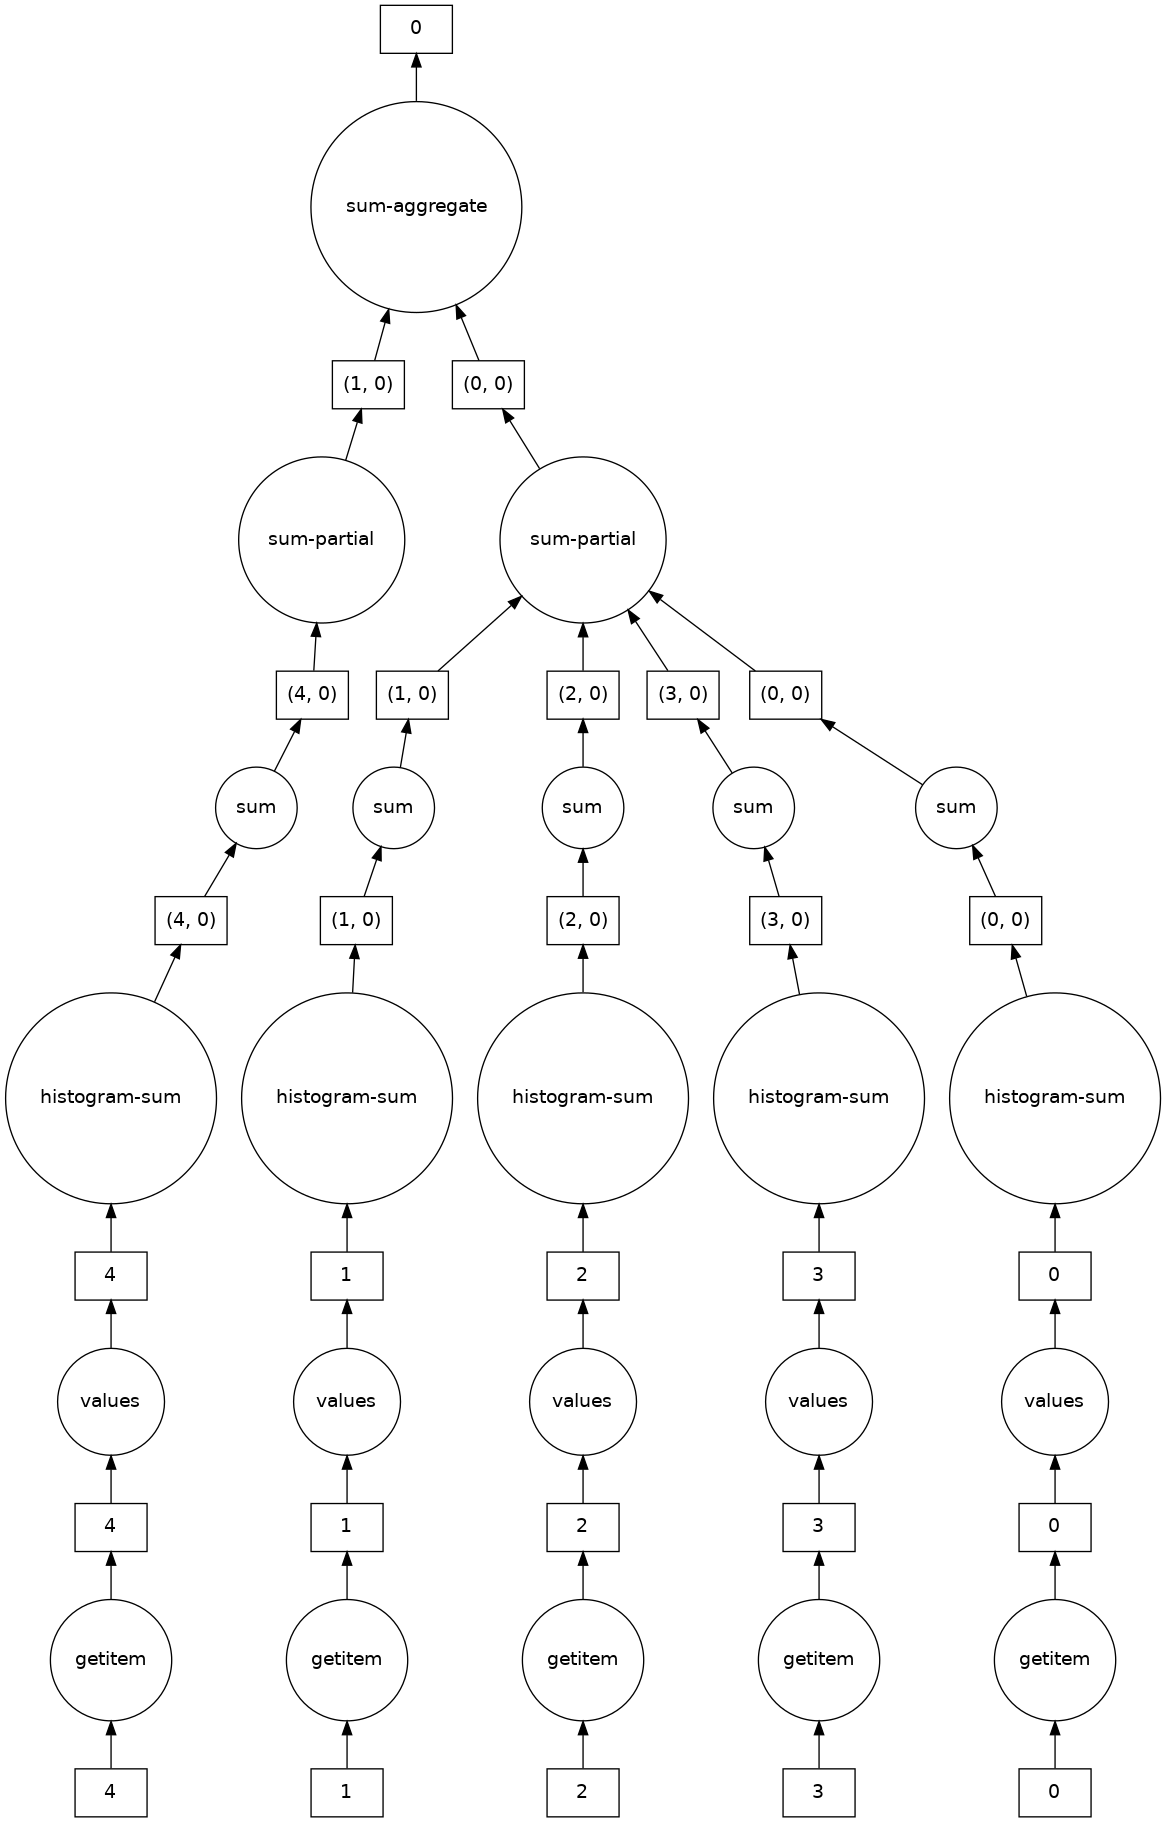 0
sum-aggregate
(1, 0)
(0, 0)
sum-partial
sum-partial
(4, 0)
(1, 0)
(2, 0)
(3, 0)
(0, 0)
sum
sum
sum
sum
sum
(4, 0)
(1, 0)
(2, 0)
(3, 0)
(0, 0)
histogram-sum
histogram-sum
histogram-sum
histogram-sum
histogram-sum
4
1
2
3
0
values
values
values
values
values
4
1
2
3
0
getitem
getitem
getitem
getitem
getitem
4
1
2
3
0